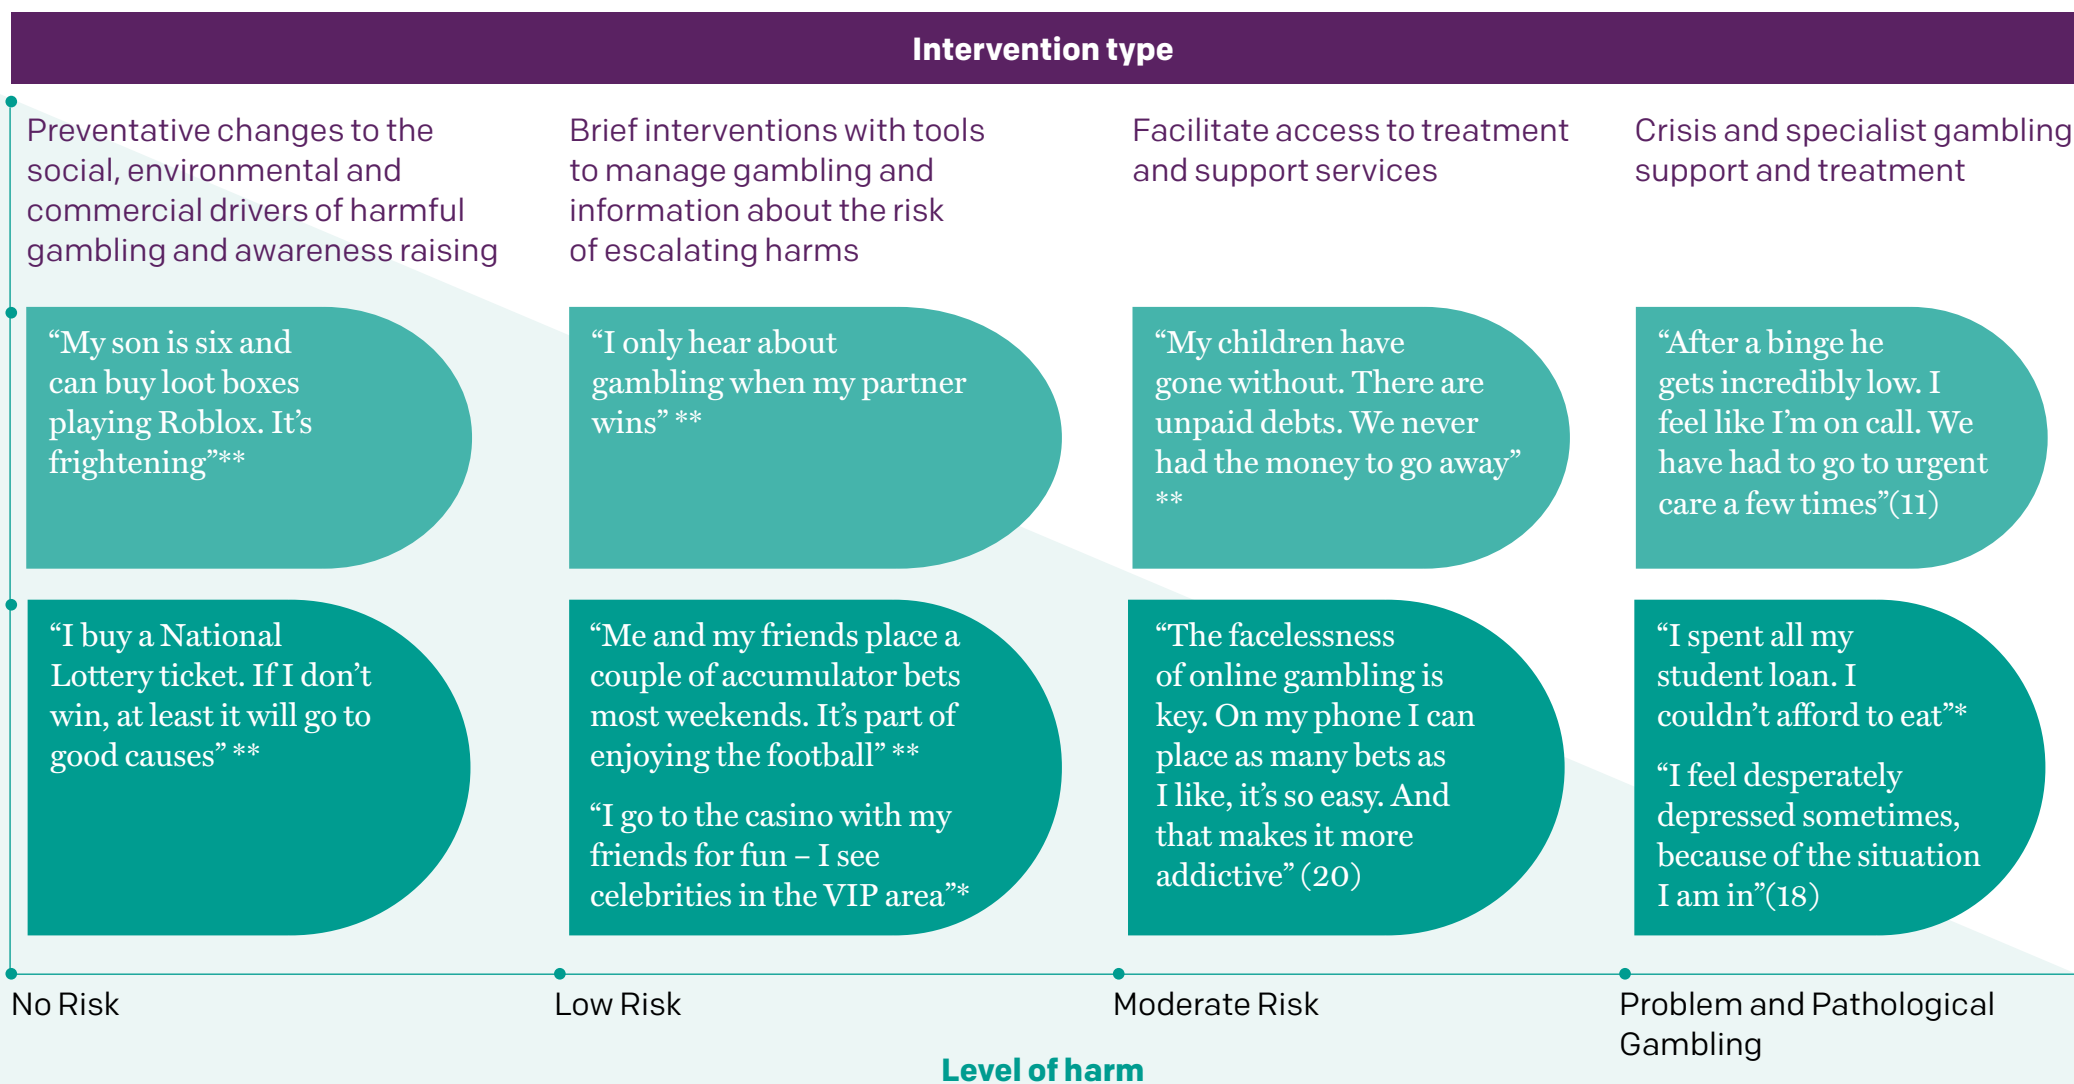 Intervention type
Preventative changes to the
social, environmental and
commercial drivers of harmful
gambling and awareness raising
Brief interventions with tools
to manage gambling and
information about the risk
of escalating harms
Facilitate access to treatment
and support services
Crisis and specialist gambling
support and treatment
“My son is six and
can buy loot boxes
playing Roblox. It’s
frightening”**
“I only hear about
gambling when my partner
wins” **
“My children have
gone without. There are
unpaid debts. We never
had the money to go away”
**
“After a binge he
gets incredibly low. I
feel like I’m on call. We
have had to go to urgent
care a few times”(11)
“I buy a National
Lottery ticket. If I don’t
win, at least it will go to
good causes” **
“Me and my friends place a
couple of accumulator bets
most weekends. It’s part of
enjoying the football” **
“I go to the casino with my
friends for fun – I see
celebrities in the VIP area”*
“The facelessness
of online gambling is
key. On my phone I can
place as many bets as
I like, it’s so easy. And
that makes it more
addictive” (20)
“I spent all my
student loan. I
couldn’t afford to eat”*
“I feel desperately
depressed sometimes,
because of the situation
I am in”(18)
No Risk
Low Risk
Moderate Risk
Problem and Pathological
Gambling
Level of harm